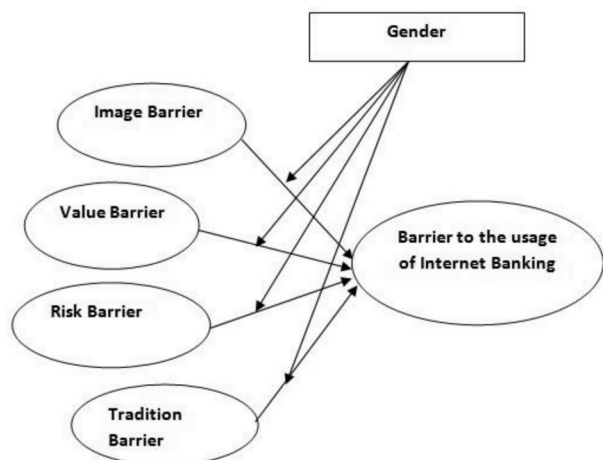 Gender
Image Barrier
Value Barrier
Barrier to the usage
of Internet Banking
Risk Barrier
Tradition
Barrier